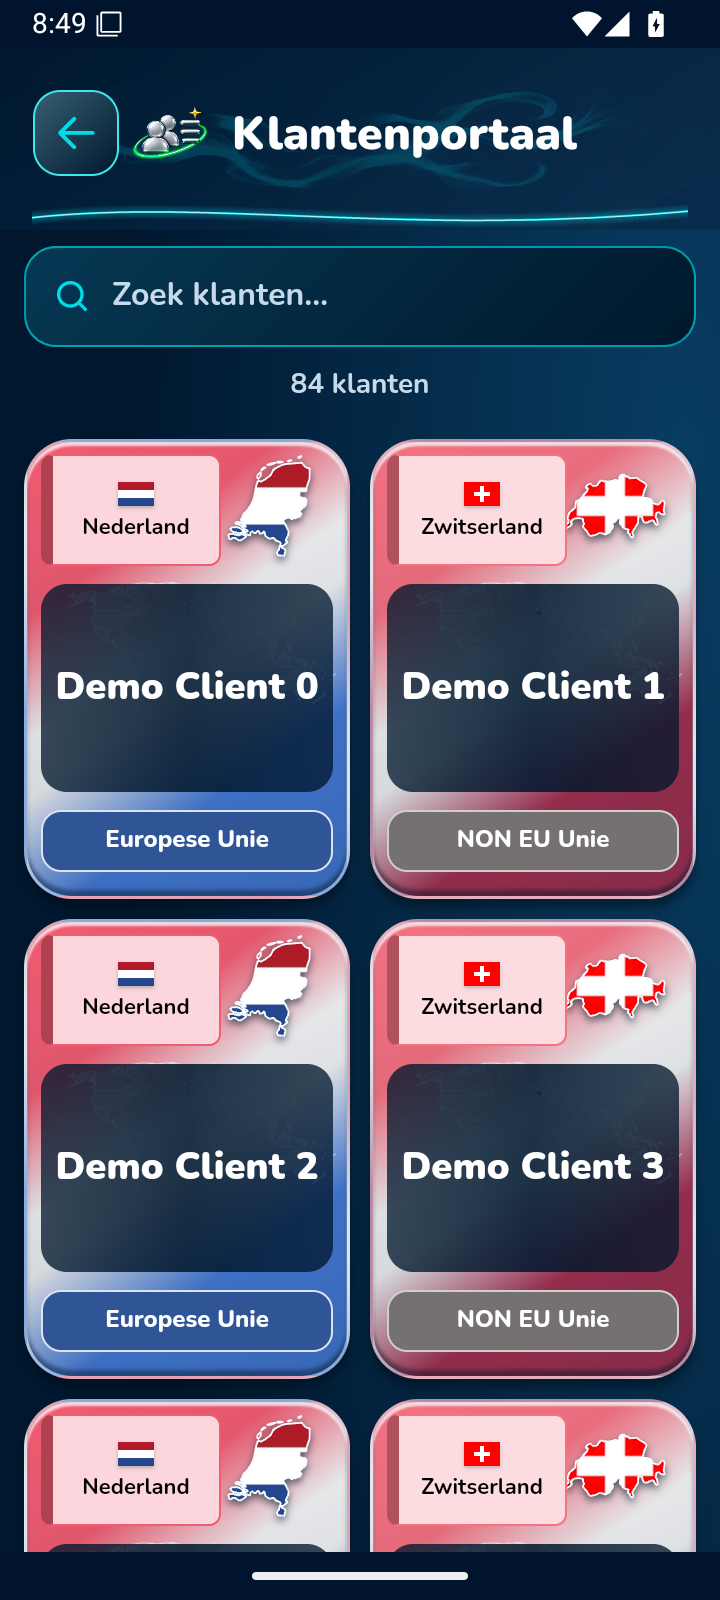 8:49
Klantenportaal
Zoek klanten...
84 klanten
Nederland
Zwitserland
Demo Client 0
Demo Client 1
Europese Unie
NON EU Unie
Nederland
Zwitserland
Demo Client 2
Demo Client 3
Europese Unie
NON EU Unie
Nederland
Zwitserland